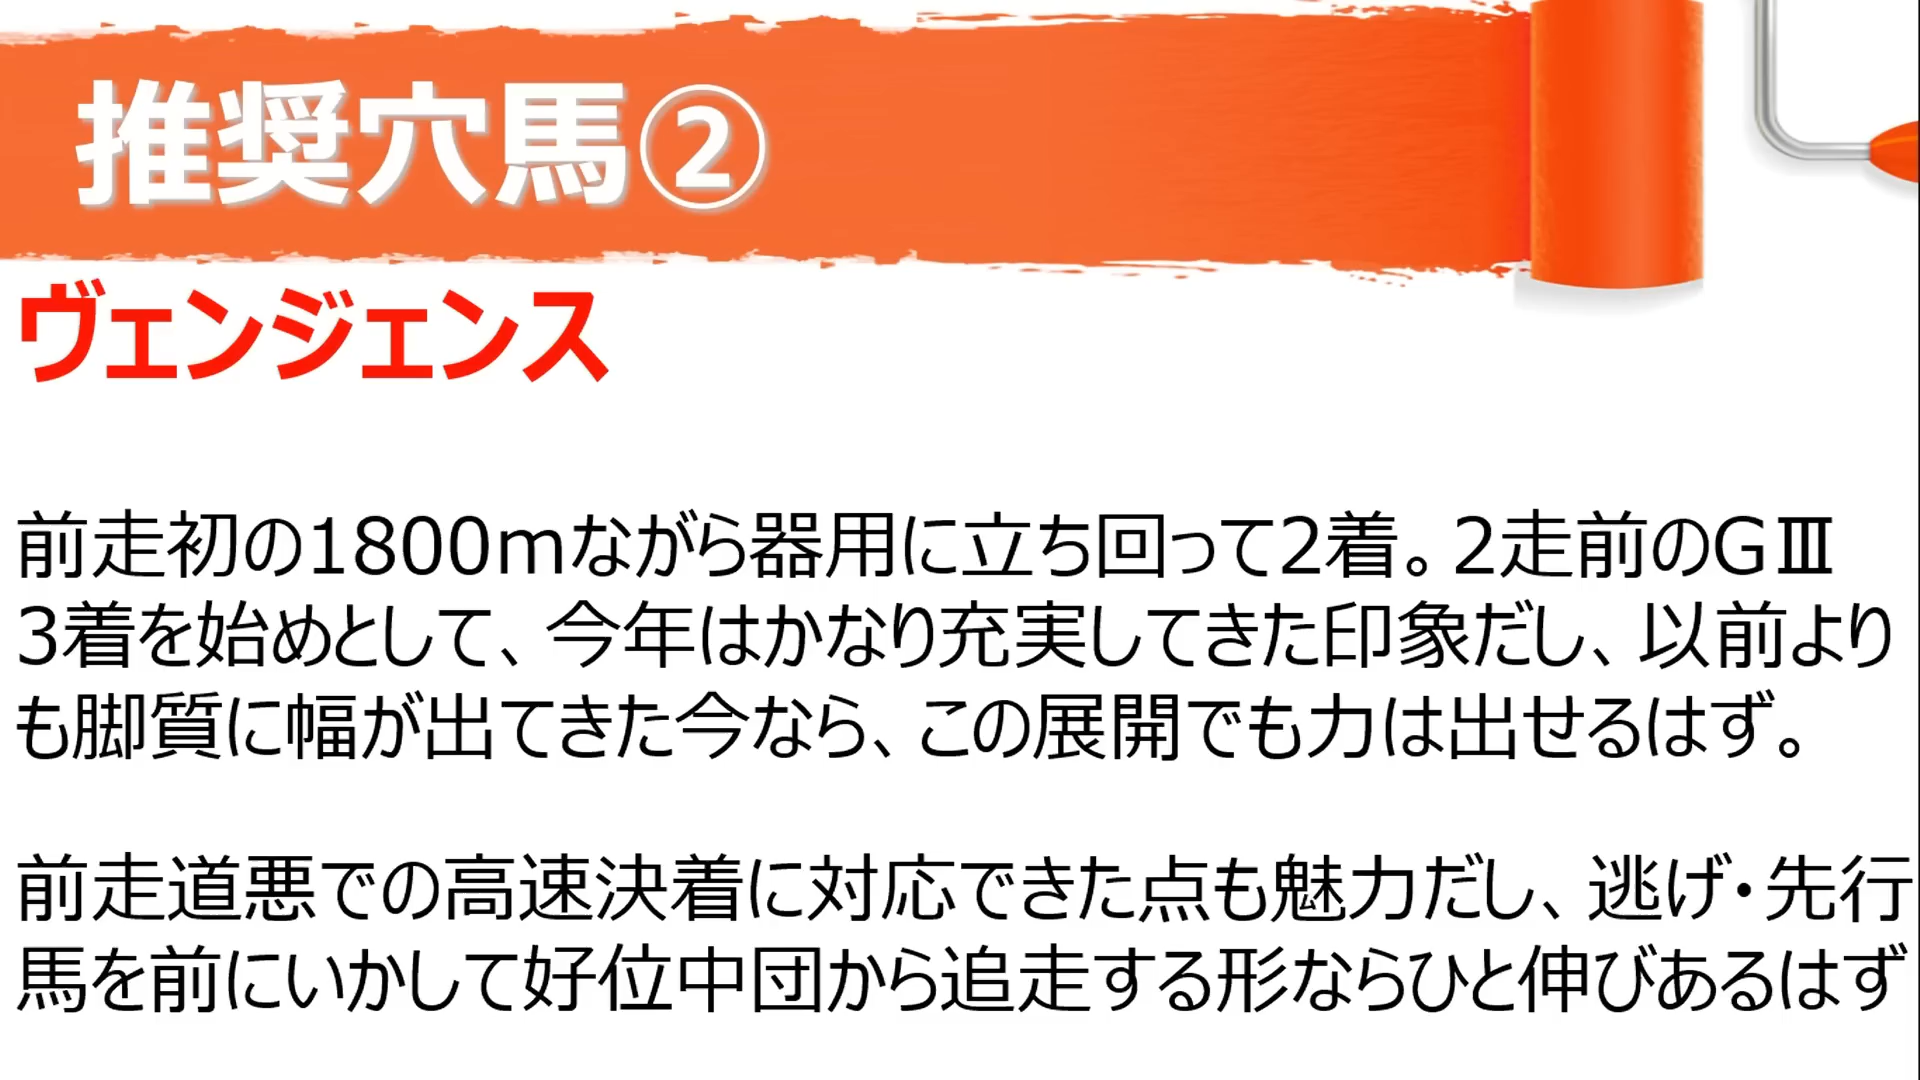 推奨穴馬②
ヴェンジェンス
前走初の1800mながら器用に立ち回って2着。2走前のGⅢ
3着を始めとして、今年はかなり充実してきた印象だし、以前より
も脚質に幅が出てきた今なら、この展開でも力は出せるはず。
前走道悪での高速決着に対応できた点も魅力だし、逃げ・先行
馬を前にいかして好位中団から追走する形ならひと伸びあるはず